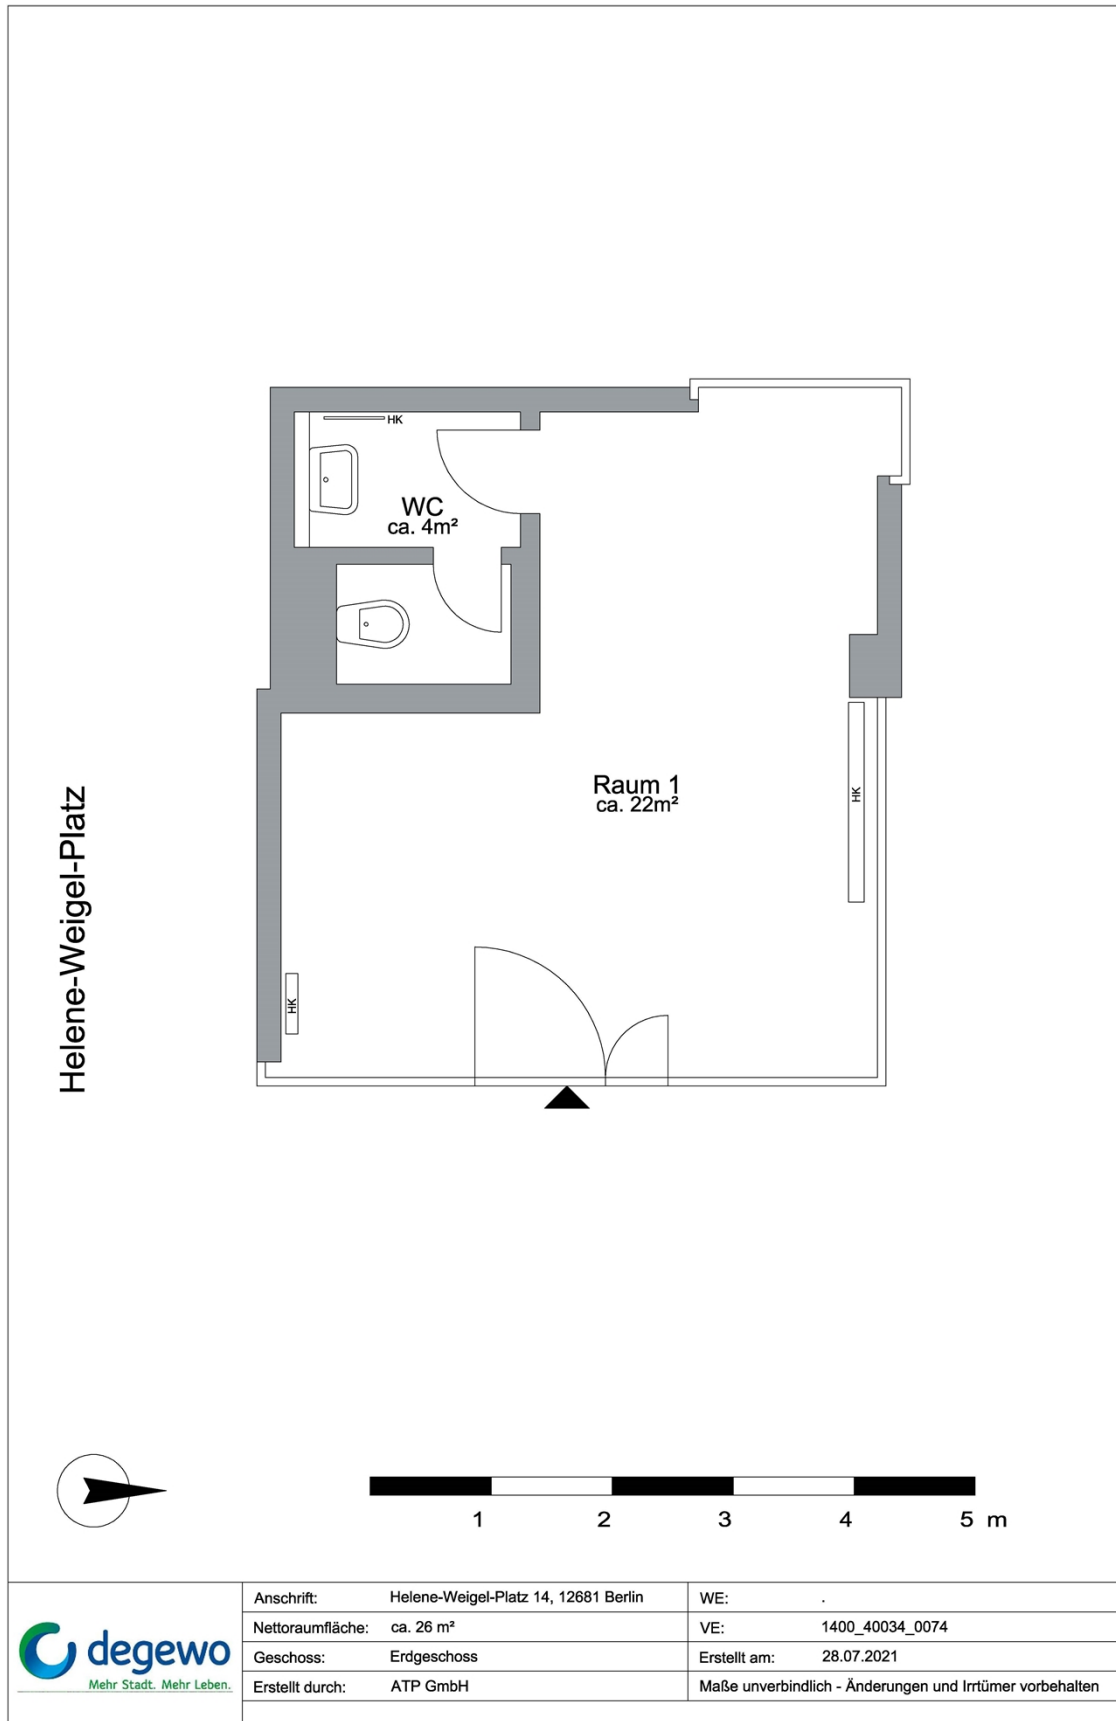 HK
WC
ca. 4m²
Raum 1
ca. 22m²
HK
HK
Helene-Weigel-Platz
1 2 3 4 5 m
degewo
Mehr Stadt. Mehr Leben.
Anschrift: Helene-Weigel-Platz 14, 12681 Berlin
WE: .
Nettoraumfläche: ca. 26 m²
VE: 1400_40034_0074
Geschoss: Erdgeschoss
Erstellt am: 28.07.2021
Erstellt durch: ATP GmbH
Maße unverbindlich - Änderungen und Irrtümer vorbehalten